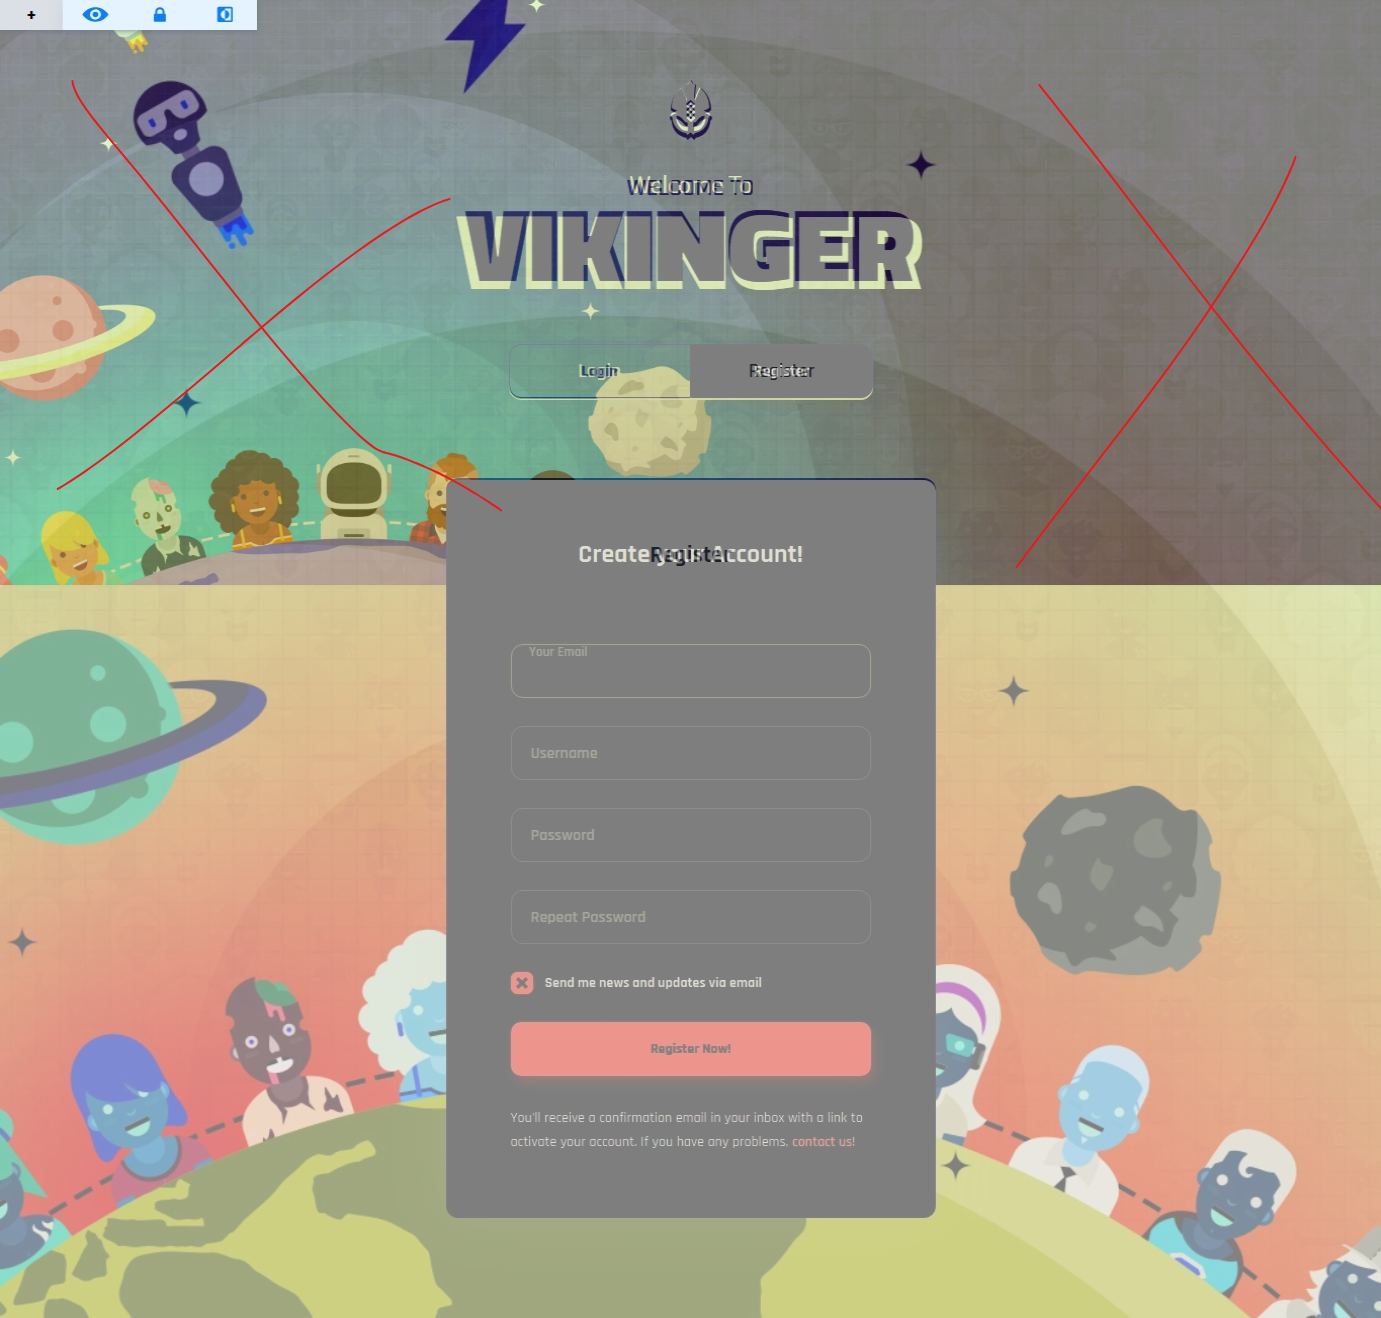 +
Welcome To
VIKINGER
Login Register
Create your Account!
Register
Your Email
Username
Password
Repeat Password
Send me news and updates via email
Register Now!
You'll receive a confirmation email in your inbox with a link to
activate your account. If you have any problems, contact us!